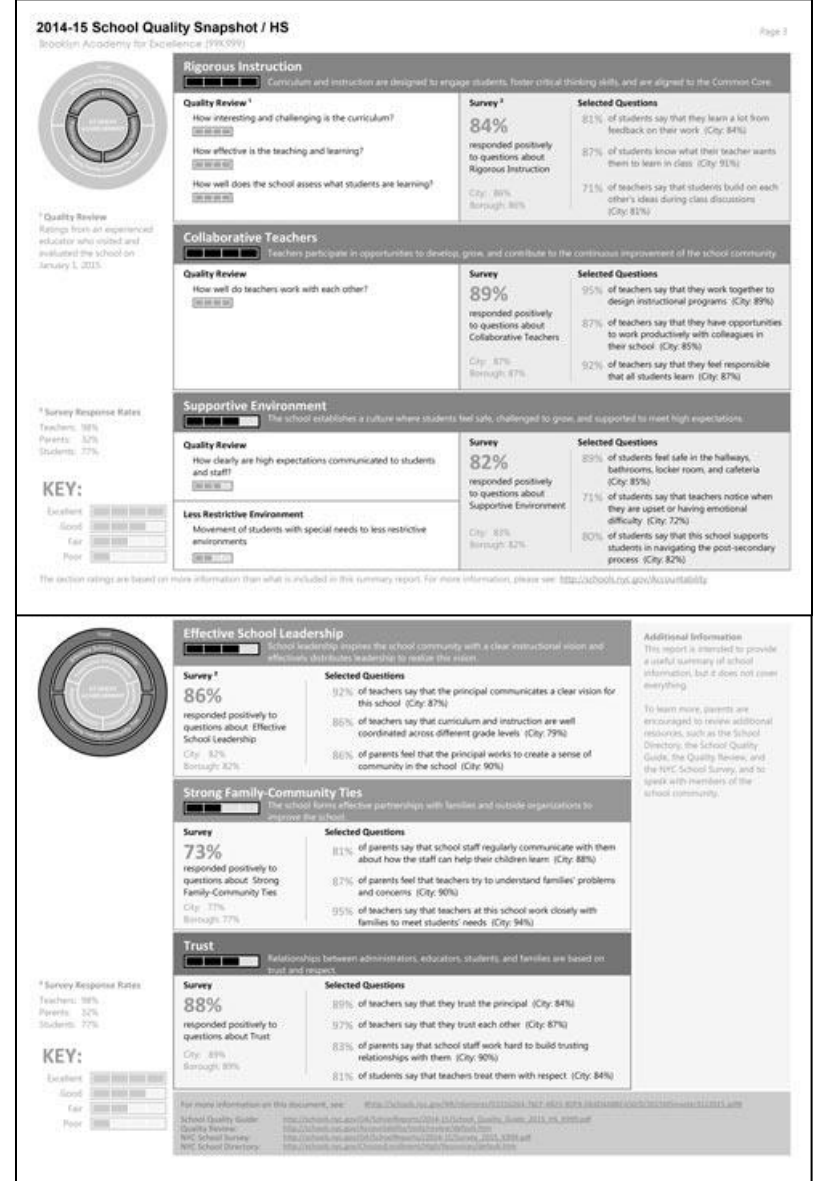 2014-15 School Quality Snapshot / HS
Page 3
Brooklyn Academy for Excellence (99K999)
Rigorous Instruction
Curriculum and instruction are designed to engage students, foster critical thinking skills, and are aligned to the Common Core.
Quality Review ¹
How interesting and challenging is the curriculum?
How effective is the teaching and learning?
How well does the school assess what students are learning?
Survey ²
84%
responded positively
to questions about
Rigorous Instruction
City: 86%
Borough: 86%
Selected Questions
81% of students say that they learn a lot from
feedback on their work (City: 84%)
87% of students know what their teacher wants
them to learn in class (City: 91%)
71% of teachers say that students build on each
other's ideas during class discussions
(City: 81%)
¹ Quality Review
Ratings from an experienced
educator who visited and
evaluated the school on
January 1, 2015.
Collaborative Teachers
Teachers participate in opportunities to develop, grow, and contribute to the continuous improvement of the school community.
Quality Review
How well do teachers work with each other?
Survey
89%
responded positively
to questions about
Collaborative Teachers
City: 87%
Borough: 87%
Selected Questions
95% of teachers say that they work together to
design instructional programs (City: 89%)
87% of teachers say that they have opportunities
to work productively with colleagues in
their school (City: 85%)
92% of teachers say that they feel responsible
that all students learn (City: 87%)
² Survey Response Rates
Teachers: 98%
Parents: 32%
Students: 77%
KEY:
Excellent
Good
Fair
Poor
Supportive Environment
The school establishes a culture where students feel safe, challenged to grow, and supported to meet high expectations.
Quality Review
How clearly are high expectations communicated to students
and staff?
Less Restrictive Environment
Movement of students with special needs to less restrictive
environments
Survey
82%
responded positively
to questions about
Supportive Environment
City: 83%
Borough: 82%
Selected Questions
89% of students feel safe in the hallways,
bathrooms, locker room, and cafeteria
(City: 85%)
71% of students say that teachers notice when
they are upset or having emotional
difficulty (City: 72%)
80% of students say that this school supports
students in navigating the post-secondary
process (City: 82%)
The section ratings are based on more information than what is included in this summary report. For more information, please see: http://schools.nyc.gov/Accountability
Effective School Leadership
School leadership inspires the school community with a clear instructional vision and
effectively distributes leadership to realize this vision.
Survey ²
86%
responded positively to
questions about Effective
School Leadership
City: 82%
Borough: 82%
Selected Questions
92% of teachers say that the principal communicates a clear vision for
this school (City: 87%)
86% of teachers say that curriculum and instruction are well
coordinated across different grade levels (City: 79%)
86% of parents feel that the principal works to create a sense of
community in the school (City: 90%)
Additional Information
This report is intended to provide
a useful summary of school
information, but it does not cover
everything.
To learn more, parents are
encouraged to review additional
resources, such as the School
Directory, the School Quality
Guide, the Quality Review, and
the NYC School Survey, and to
speak with members of the
school community.
Strong Family-Community Ties
The school forms effective partnerships with families and outside organizations to
improve the school.
Survey
73%
responded positively to
questions about Strong
Family-Community Ties
City: 77%
Borough: 77%
Selected Questions
81% of parents say that school staff regularly communicate with them
about how the staff can help their children learn (City: 88%)
87% of parents feel that teachers try to understand families' problems
and concerns (City: 90%)
95% of teachers say that teachers at this school work closely with
families to meet students' needs (City: 94%)
Trust
Relationships between administrators, educators, students, and families are based on
trust and respect.
Survey
88%
responded positively to
questions about Trust
City: 89%
Borough: 89%
Selected Questions
89% of teachers say that they trust the principal (City: 84%)
97% of teachers say that they trust each other (City: 87%)
83% of parents say that school staff work hard to build trusting
relationships with them (City: 90%)
81% of students say that teachers treat them with respect (City: 84%)
² Survey Response Rates
Teachers: 98%
Parents: 32%
Students: 77%
KEY:
Excellent
Good
Fair
Poor
For more information on this document, see:
School Quality Guide:
Quality Review:
NYC School Survey:
NYC School Directory: